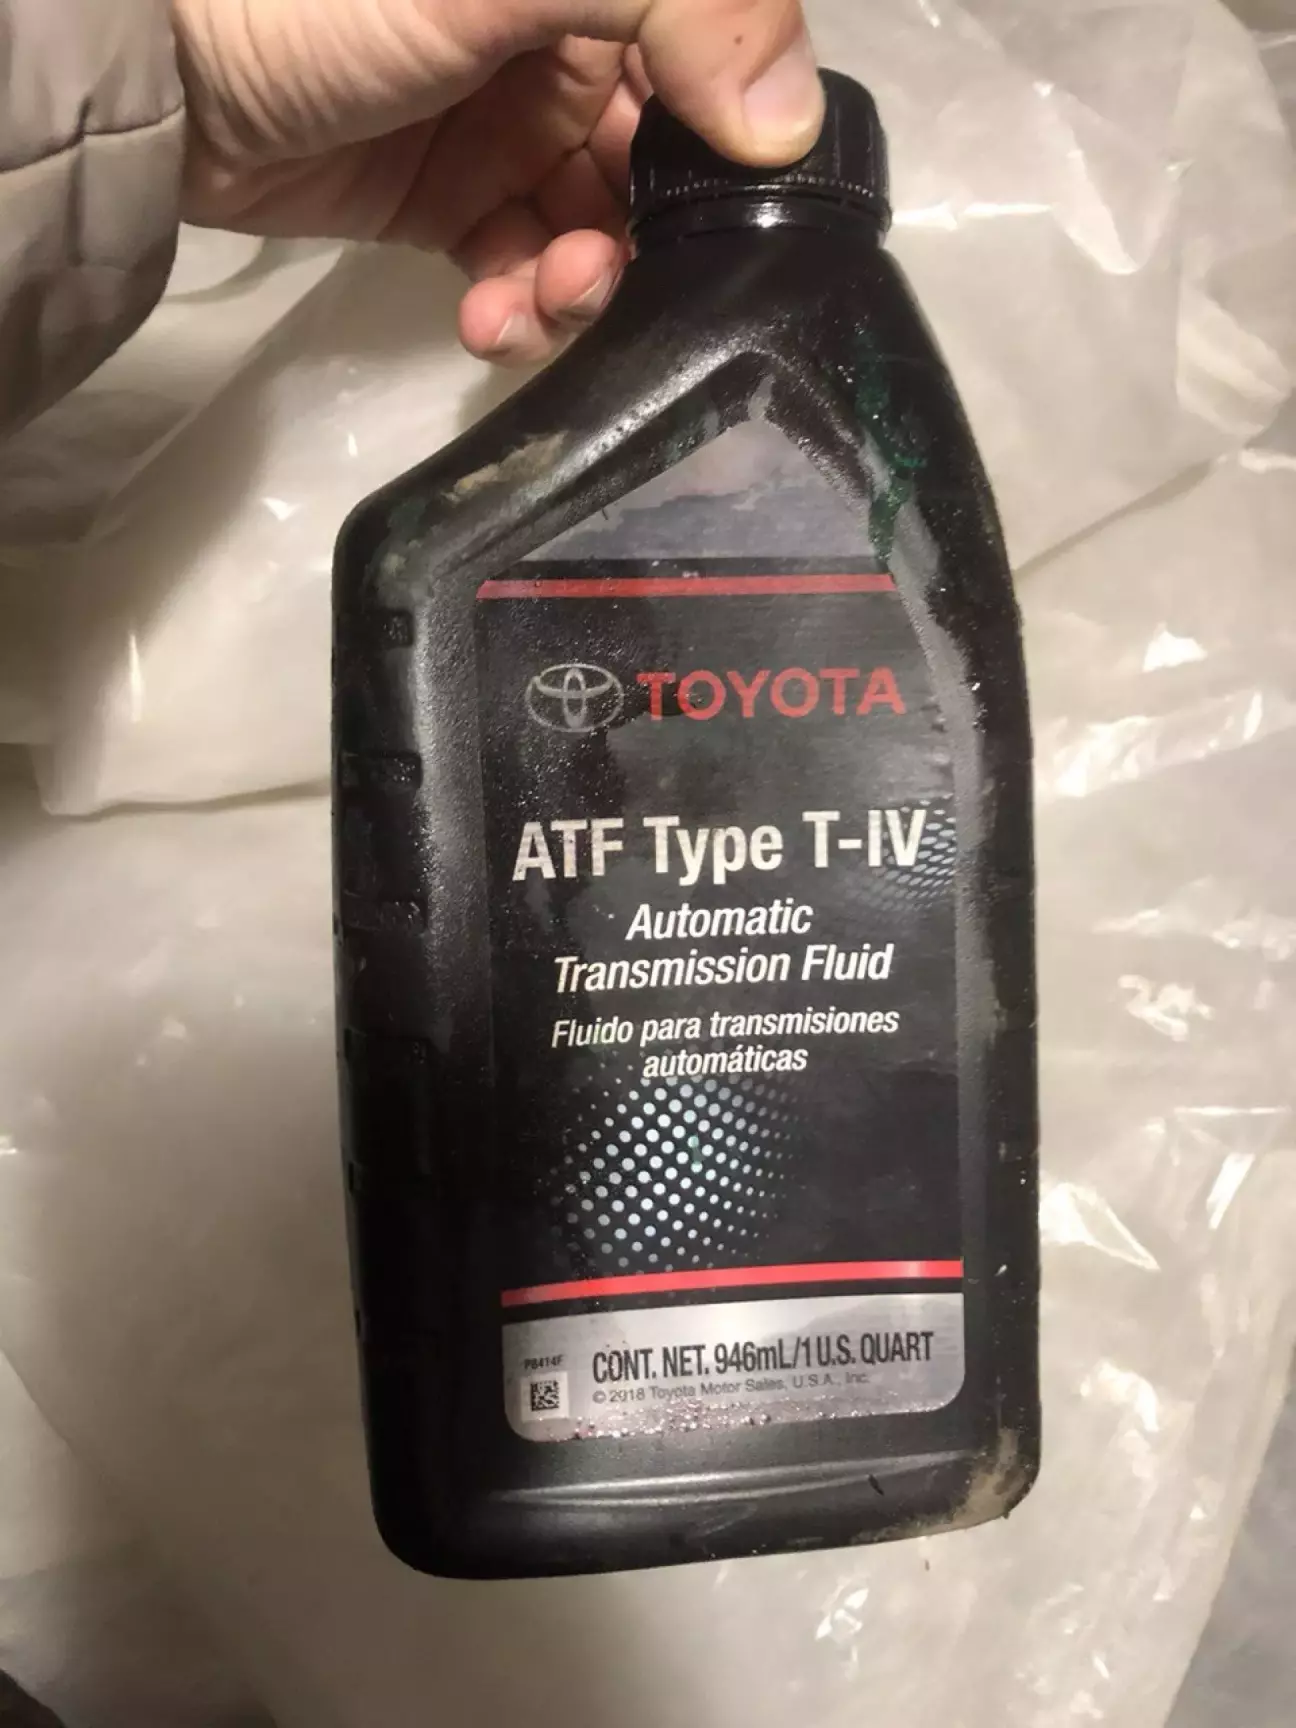 TOYOTA
ATF Type T-IV
Automatic
Transmission Fluid
Fluido para transmisiones
automáticas
P8414F
CONT. NET. 946mL/1 U.S. QUART
© 2018 Toyota Motor Sales, U.S.A., Inc.